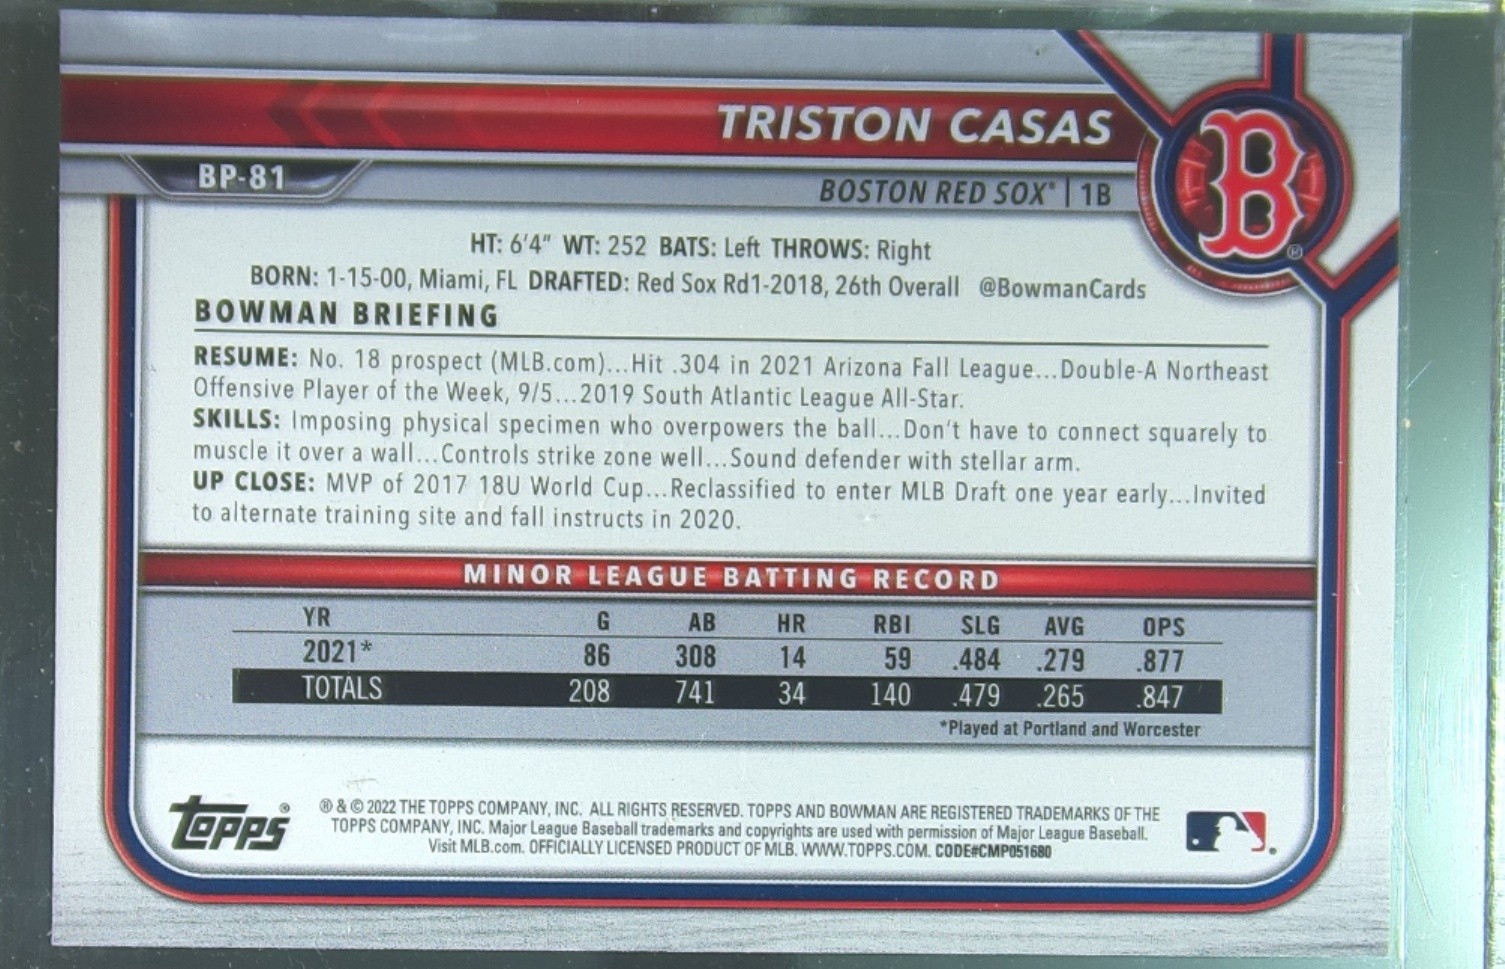 TRISTON CASAS
B
®
BP-81
BOSTON RED SOX® | 1B
HT: 6'4" WT: 252 BATS: Left THROWS: Right
BORN: 1-15-00, Miami, FL DRAFTED: Red Sox Rd1-2018, 26th Overall @BowmanCards
BOWMAN BRIEFING
RESUME: No. 18 prospect (MLB.com)...Hit .304 in 2021 Arizona Fall League...Double-A Northeast
Offensive Player of the Week, 9/5...2019 South Atlantic League All-Star.
SKILLS: Imposing physical specimen who overpowers the ball...Don't have to connect squarely to
muscle it over a wall...Controls strike zone well...Sound defender with stellar arm.
UP CLOSE: MVP of 2017 18U World Cup...Reclassified to enter MLB Draft one year early...Invited
to alternate training site and fall instructs in 2020.
MINOR LEAGUE BATTING RECORD
YR G AB HR RBI SLG AVG OPS
2021* 86 308 14 59 .484 .279 .877
TOTALS 208 741 34 140 .479 .265 .847
*Played at Portland and Worcester
Topps®
® & © 2022 THE TOPPS COMPANY, INC. ALL RIGHTS RESERVED. TOPPS AND BOWMAN ARE REGISTERED TRADEMARKS OF THE
TOPPS COMPANY, INC. Major League Baseball trademarks and copyrights are used with permission of Major League Baseball.
Visit MLB.com. OFFICIALLY LICENSED PRODUCT OF MLB. WWW.TOPPS.COM. CODE#CMP051680